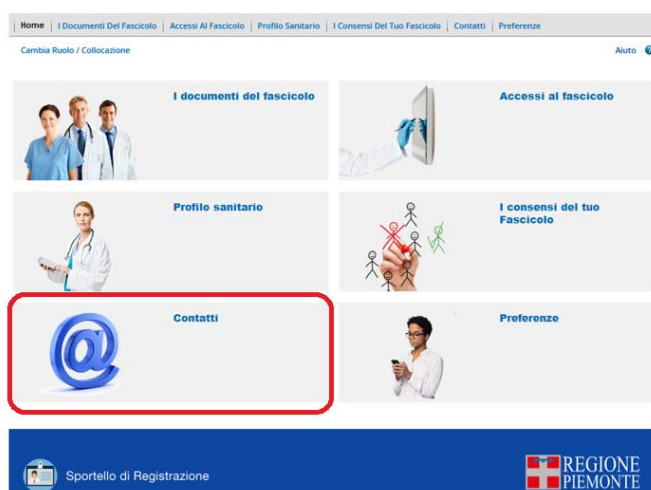 Home | I Documenti Del Fascicolo | Accessi Al Fascicolo | Profilo Sanitario | I Consensi Del Tuo Fascicolo | Contatti | Preferenze
Cambia Ruolo / Collocazione
Aiuto ?
I documenti del fascicolo
Accessi al fascicolo
Profilo sanitario
I consensi del tuo
Fascicolo
@
Contatti
Preferenze
Sportello di Registrazione
REGIONE
PIEMONTE